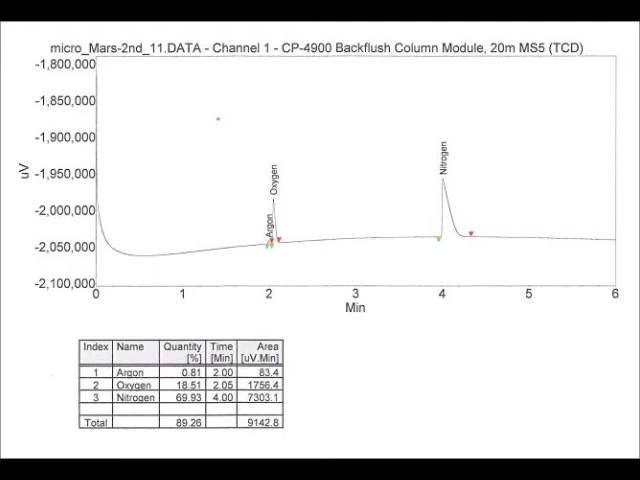 micro_Mars-2nd_11.DATA - Channel 1 - CP-4900 Backflush Column Module, 20m MS5 (TCD)
-1,800,000
-1,850,000
-1,900,000
-1,950,000
-2,000,000
-2,050,000
-2,100,000
uV
Argon
Oxygen
Nitrogen
0 1 2 3 4 5 6
Min
Index Name Quantity Time Area
[%] [Min] [uV.Min]
1 Argon 0.81 2.00 83.4
2 Oxygen 18.51 2.05 1756.4
3 Nitrogen 69.93 4.00 7303.1
Total 89.26 9142.8